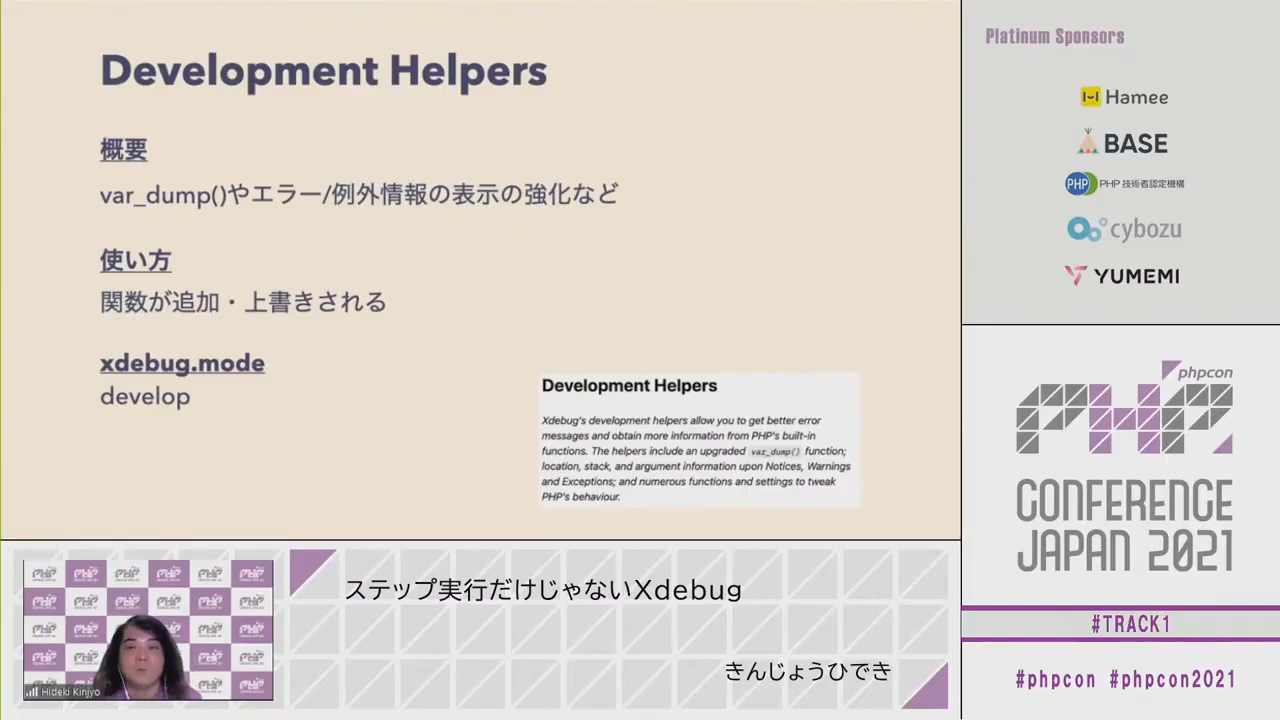 Development Helpers
概要
var_dump()やエラー/例外情報の表示の強化など
使い方
関数が追加・上書きされる
xdebug.mode
develop
Development Helpers
Xdebug's development helpers allow you to get better error
messages and obtain more information from PHP's built-in
functions. The helpers include an upgraded var_dump() function;
location, stack, and argument information upon Notices, Warnings
and Exceptions; and numerous functions and settings to tweak
PHP's behaviour.
Platinum Sponsors
Hamee
BASE
PHP PHP 技術者認定機構
cybozu
YUMEMI
phpcon
PHP
CONFERENCE
JAPAN 2021
#TRACK1
#phpcon #phpcon2021
ステップ実行だけじゃないXdebug
きんじょうひでき
Hideki Kinjyo